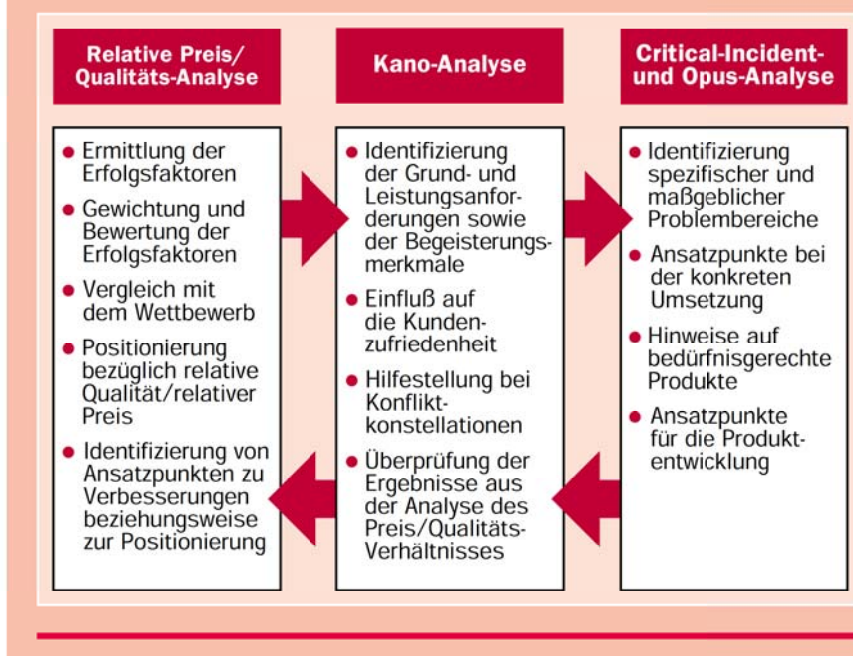 Relative Preis/
Qualitäts-Analyse
● Ermittlung der
Erfolgsfaktoren
● Gewichtung und
Bewertung der
Erfolgsfaktoren
● Vergleich mit
dem Wettbewerb
● Positionierung
bezüglich relative
Qualität/relativer
Preis
● Identifizierung von
Ansatzpunkten zu
Verbesserungen
beziehungsweise
zur Positionierung
Kano-Analyse
● Identifizierung
der Grund- und
Leistungsanfor-
derungen sowie
der Begeisterungs-
merkmale
● Einfluß auf
die Kunden-
zufriedenheit
● Hilfestellung bei
Konflikt-
konstellationen
● Überprüfung der
Ergebnisse aus
der Analyse des
Preis/Qualitäts-
Verhältnisses
Critical-Incident-
und Opus-Analyse
● Identifizierung
spezifischer und
maßgeblicher
Problembereiche
● Ansatzpunkte bei
der konkreten
Umsetzung
● Hinweise auf
bedürfnisgerechte
Produkte
● Ansatzpunkte
für die Produkt-
entwicklung